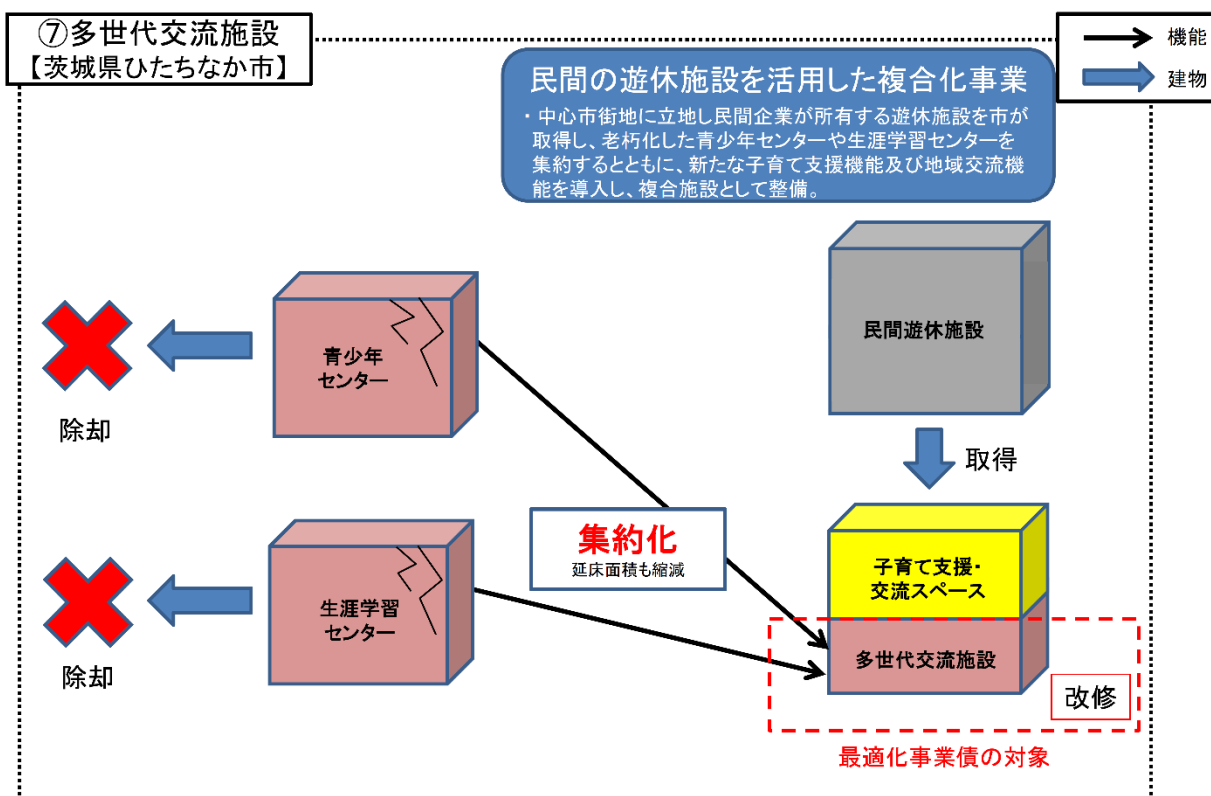 ⑦多世代交流施設
【茨城県ひたちなか市】
機能
建物
民間の遊休施設を活用した複合化事業
・中心市街地に立地し民間企業が所有する遊休施設を市が
取得し、老朽化した青少年センターや生涯学習センターを
集約するとともに、新たな子育て支援機能及び地域交流機
能を導入し、複合施設として整備。
青少年
センター
除却
民間遊休施設
取得
集約化
延床面積も縮減
生涯学習
センター
除却
子育て支援・
交流スペース
多世代交流施設
改修
最適化事業債の対象